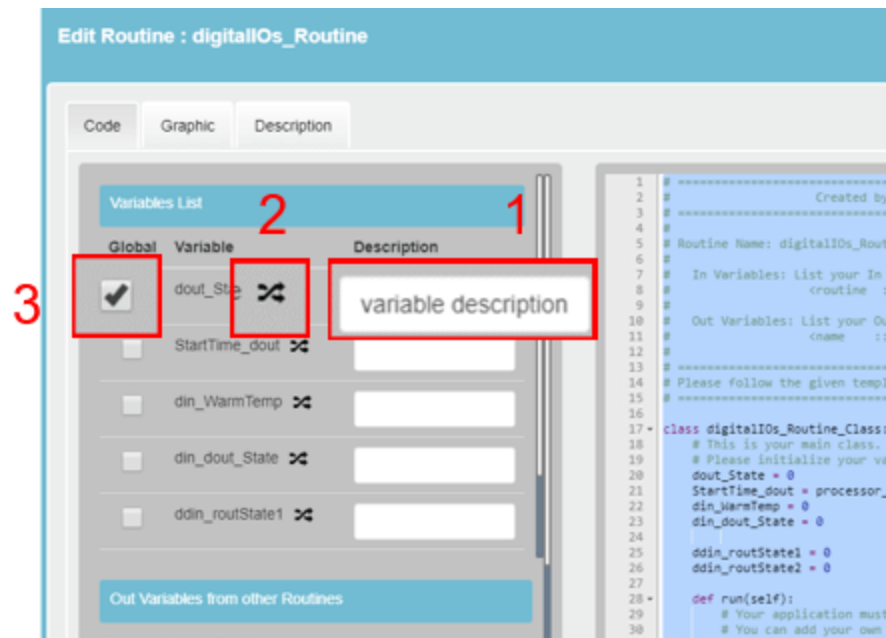 Edit Routine : digitalIOs_Routine
Code Graphic Description
Variables List
2
1
Global Variable Description
3
dout_Sta
variable description
StartTime_dout
din_WarmTemp
din_dout_State
ddin_routState1
Out Variables from other Routines
1 # ==============================
2 # Created by
3 # ==============================
4 #
5 # Routine Name: digitalIOs_Rout
6 #
7 # In Variables: List your In
8 # <routine :
9 #
10 # Out Variables: List your Ou
11 # <name ::
12 #
13 # ==============================
14 # Please follow the given templ
15 # ==============================
16
17 class digitalIOs_Routine_Class:
18 # This is your main class.
19 # Please initialize your va
20 dout_State = 0
21 StartTime_dout = processor_
22 din_WarmTemp = 0
23 din_dout_State = 0
24
25 ddin_routState1 = 0
26 ddin_routState2 = 0
27
28 def run(self):
29 # Your application must
30 # You can add your own